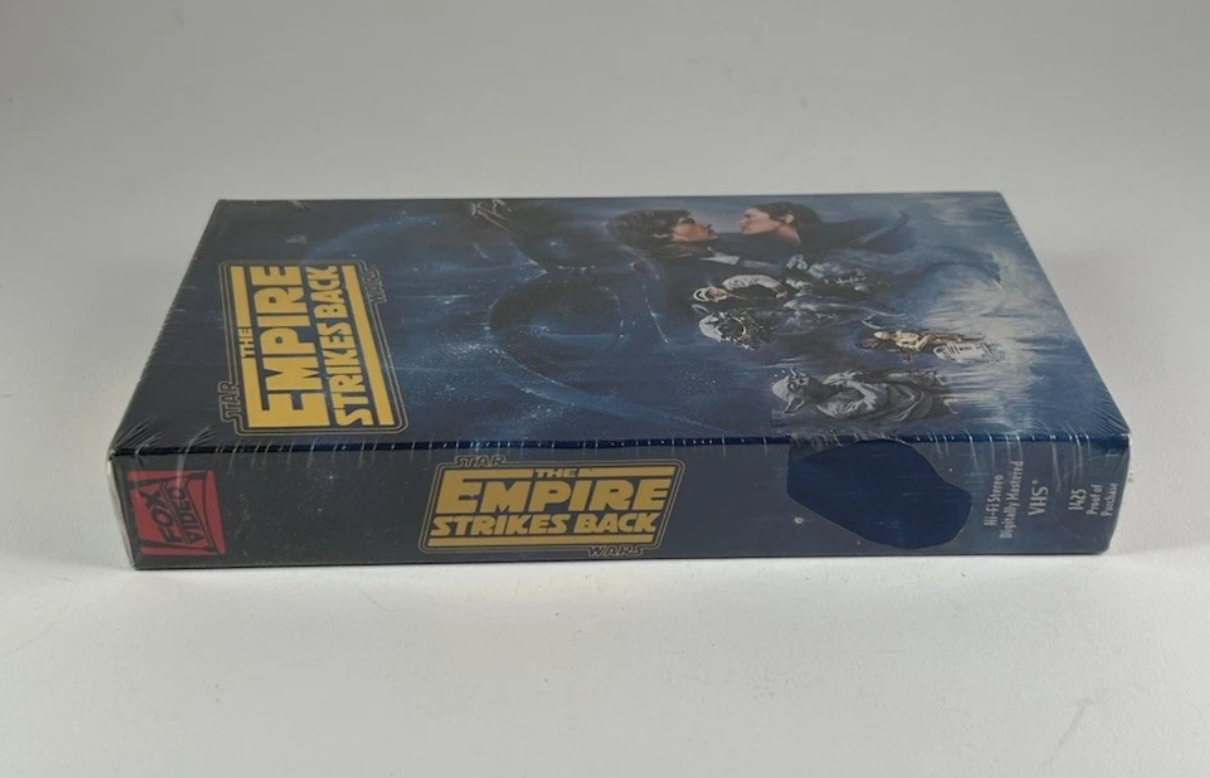 STAR
THE
EMPIRE
STRIKES BACK
WARS
FOX
VIDEO
STAR
THE
EMPIRE
STRIKES BACK
WARS
Hi-Fi Stereo
Digitally Mastered
VHS®
1425
Proof of
Purchase